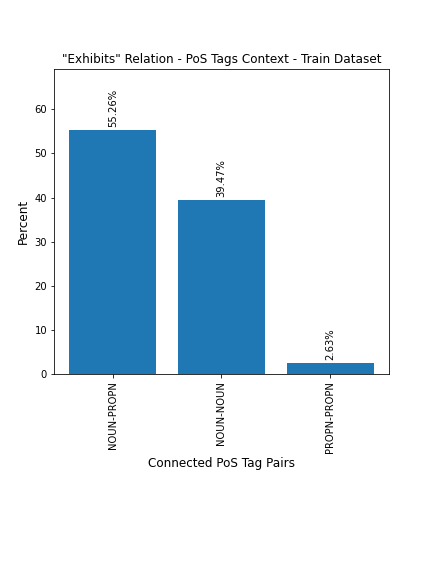 "Exhibits" Relation - PoS Tags Context - Train Dataset
Percent
60
50
40
30
20
10
0
55.26%
39.47%
2.63%
NOUN-PROPN
NOUN-NOUN
PROPN-PROPN
Connected PoS Tag Pairs